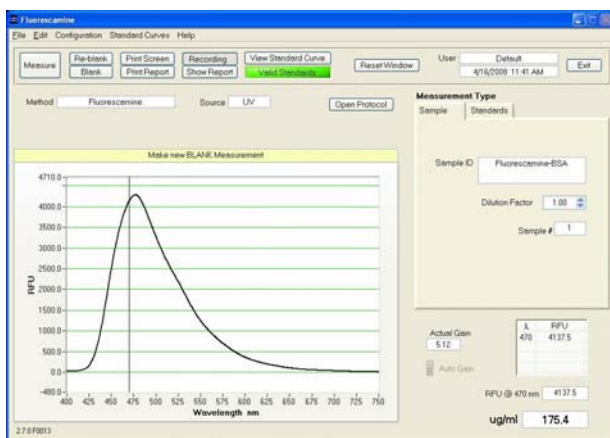 Fluorescamine
File Edit Configuration Standard Curves Help
Measure
Re-blank Print Screen Recording View Standard Curve
Blank Print Report Show Report Valid Standards
Reset Window
User Default
4/16/2008 11:41 AM
Exit
Method Fluorescamine Source UV Open Protocol
Measurement Type
Sample Standards
Sample ID Fluorescamine-BSA
Dilution Factor 1.00
Sample # 1
Make new BLANK Measurement
4710.0
4000.0
3500.0
3000.0
2500.0
2000.0
1500.0
1000.0
500.0
0.0
-480.0
RFU
400 425 450 475 500 525 550 575 600 625 650 675 700 725 750
Wavelength nm
Actual Gain
5.12
Auto Gain
λ RFU
470 4137.5
RFU @ 470 nm 4137.5
ug/ml 175.4
2.7.0 F0013